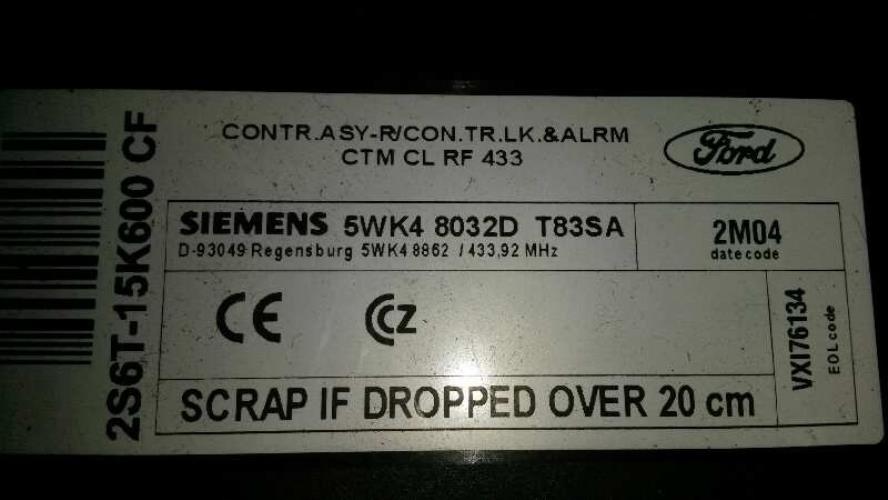 2S6T-15K600 CF
CONTR.ASY-R/CON.TR.LK.&ALRM
CTM CL RF 433
Ford
SIEMENS 5WK4 8032D T83SA
D-93049 Regensburg 5WK4 8862 / 433,92 MHz
2M04
date code
CE
CZ
VXI76134
EOL code
SCRAP IF DROPPED OVER 20 cm